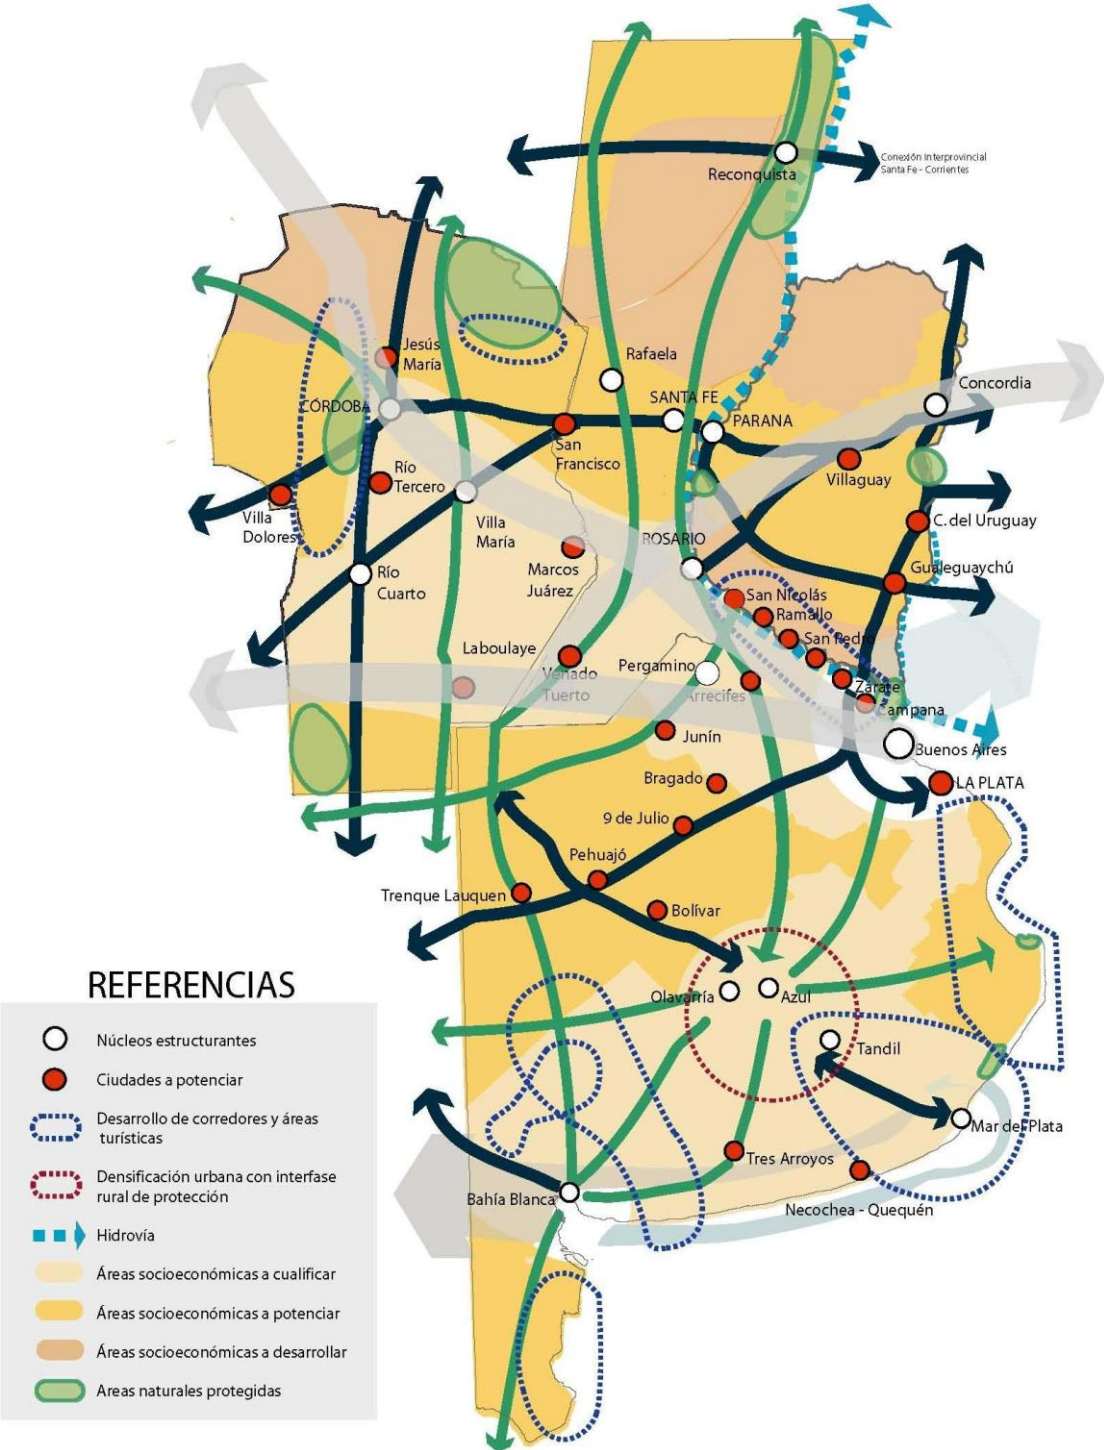 Conexión Interprovincial
Santa Fe - Corrientes
Reconquista
Jesús
María
Rafaela
Concordia
SANTA FE
CÓRDOBA
PARANA
San
Francisco
Río
Tercero
Villaguay
Villa
Dolores
Villa
María
C. del Uruguay
ROSARIO
Marcos
Juárez
Gualeguaychú
Río
Cuarto
San Nicolás
Ramallo
San Pedro
Laboulaye
Venado
Tuerto
Pergamino
Arrecifes
Zárate
Campana
Junín
Buenos Aires
Bragado
LA PLATA
9 de Julio
Pehuajó
Trenque Lauquen
Bolívar
Olavarría
Azul
Tandil
Mar del Plata
Tres Arroyos
Bahía Blanca
Necochea - Quequén
REFERENCIAS
Núcleos estructurantes
Ciudades a potenciar
Desarrollo de corredores y áreas
turísticas
Densificación urbana con interfase
rural de protección
Hidrovía
Áreas socioeconómicas a cualificar
Áreas socioeconómicas a potenciar
Áreas socioeconómicas a desarrollar
Areas naturales protegidas